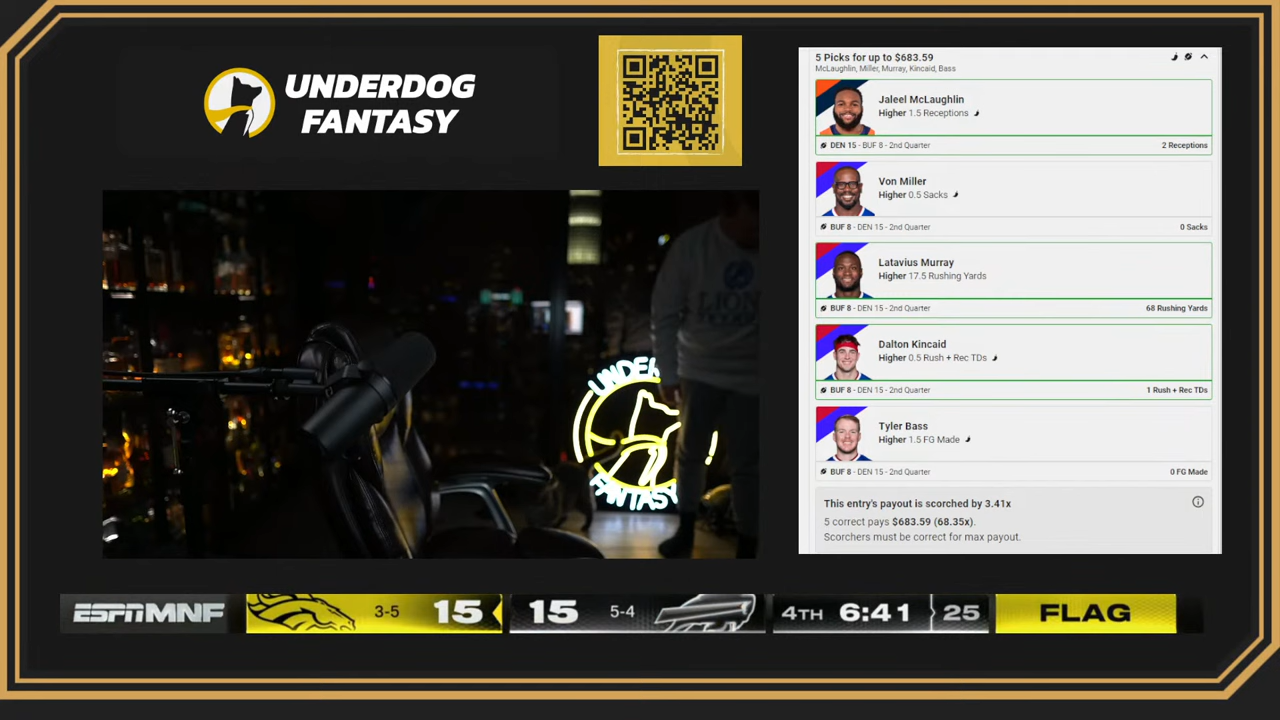 UNDERDOG
FANTASY
5 Picks for up to $683.59
McLaughlin, Miller, Murray, Kincaid, Bass
Jaleel McLaughlin
Higher 1.5 Receptions
DEN 15 - BUF 8 - 2nd Quarter
2 Receptions
Von Miller
Higher 0.5 Sacks
BUF 8 - DEN 15 - 2nd Quarter
0 Sacks
Latavius Murray
Higher 17.5 Rushing Yards
BUF 8 - DEN 15 - 2nd Quarter
68 Rushing Yards
Dalton Kincaid
Higher 0.5 Rush + Rec TDs
BUF 8 - DEN 15 - 2nd Quarter
1 Rush + Rec TDs
Tyler Bass
Higher 1.5 FG Made
BUF 8 - DEN 15 - 2nd Quarter
0 FG Made
This entry's payout is scorched by 3.41x
5 correct pays $683.59 (68.35x).
Scorchers must be correct for max payout.
LION
UNDER
FANTASY
ESPN MNF
3-5
15
15
5-4
4TH
6:41
25
FLAG